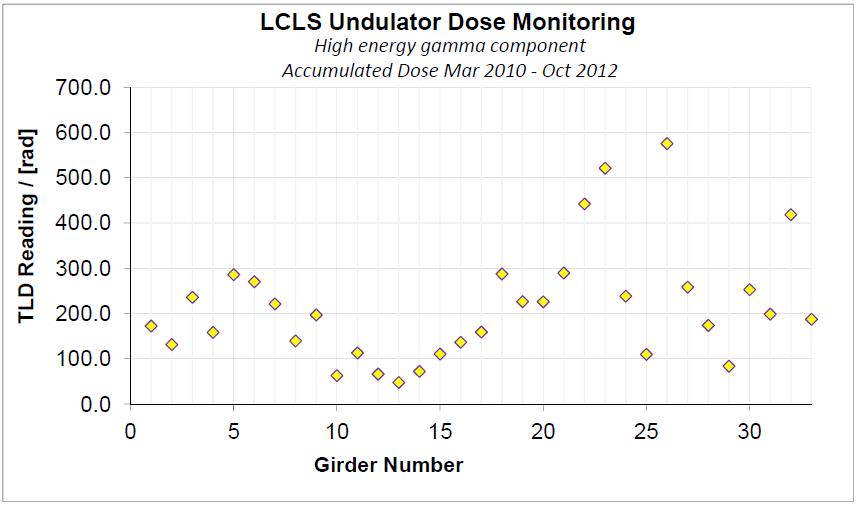 LCLS Undulator Dose Monitoring
High energy gamma component
Accumulated Dose Mar 2010 - Oct 2012
TLD Reading / [rad]
700.0
600.0
500.0
400.0
300.0
200.0
100.0
0.0
0 5 10 15 20 25 30
Girder Number